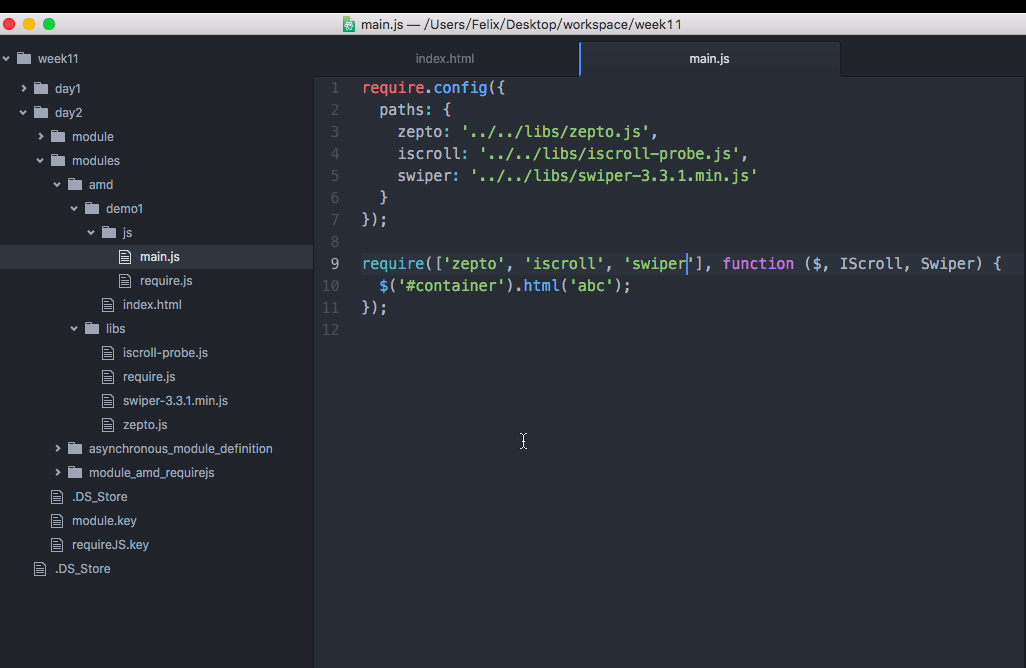 main.js — /Users/Felix/Desktop/workspace/week11
week11
day1
day2
module
modules
amd
demo1
js
main.js
require.js
index.html
libs
iscroll-probe.js
require.js
swiper-3.3.1.min.js
zepto.js
asynchronous_module_definition
module_amd_requirejs
.DS_Store
module.key
requireJS.key
.DS_Store
index.html
main.js
1 require.config({
2 paths: {
3 zepto: '../../libs/zepto.js',
4 iscroll: '../../libs/iscroll-probe.js',
5 swiper: '../../libs/swiper-3.3.1.min.js'
6 }
7 });
8
9 require(['zepto', 'iscroll', 'swiper'], function ($, IScroll, Swiper) {
10 $('#container').html('abc');
11 });
12